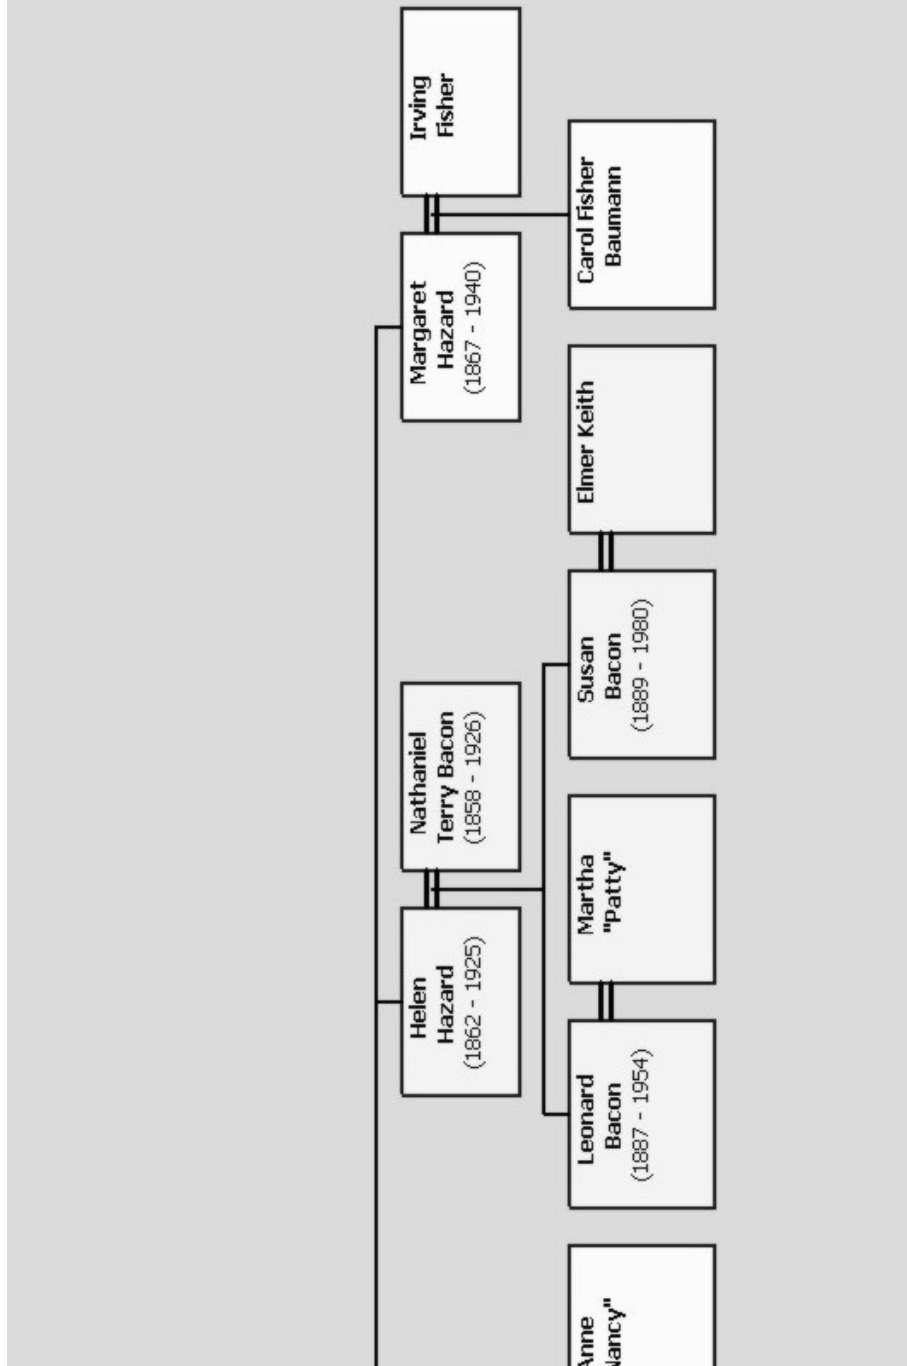 Irving
Fisher
Margaret
Hazard
(1867 - 1940)
Carol Fisher
Baumann
Elmer Keith
Nathaniel
Terry Bacon
(1858 - 1926)
Susan
Bacon
(1889 - 1980)
Helen
Hazard
(1862 - 1925)
Martha
"Patty"
Leonard
Bacon
(1887 - 1954)
Anne